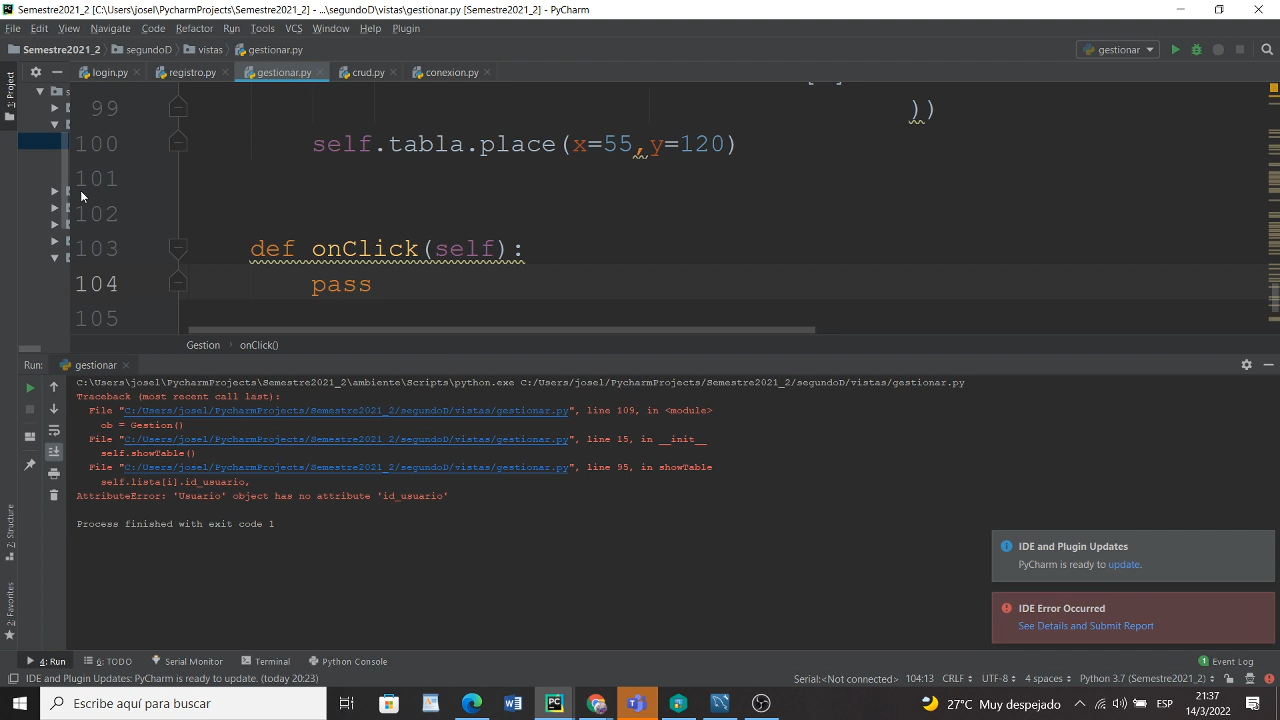 Semestre2021_2 [C:\Users\josel\PycharmProjects\Semestre2021_2] - ...\segundoD\vistas\gestionar.py [Semestre2021_2] - PyCharm
File Edit View Navigate Code Refactor Run Tools VCS Window Help Plugin
Semestre2021_2 segundoD vistas gestionar.py gestionar
1: Project login.py registro.py gestionar.py crud.py conexion.py
99 ))
100 self.tabla.place(x=55,y=120)
101
102
103 def onClick(self):
104 pass
105
Gestion onClick()
Run: gestionar
C:\Users\josel\PycharmProjects\Semestre2021_2\ambiente\Scripts\python.exe C:/Users/josel/PycharmProjects/Semestre2021_2/segundoD/vistas/gestionar.py
Traceback (most recent call last):
File "C:/Users/josel/PycharmProjects/Semestre2021_2/segundoD/vistas/gestionar.py", line 109, in <module>
ob = Gestion()
File "C:/Users/josel/PycharmProjects/Semestre2021_2/segundoD/vistas/gestionar.py", line 15, in __init__
self.showTable()
File "C:/Users/josel/PycharmProjects/Semestre2021_2/segundoD/vistas/gestionar.py", line 95, in showTable
self.lista[i].id_usuario,
AttributeError: 'Usuario' object has no attribute 'id_usuario'
Process finished with exit code 1
7: Structure
2: Favorites
IDE and Plugin Updates
PyCharm is ready to update.
IDE Error Occurred
See Details and Submit Report
4: Run 6: TODO Serial Monitor Terminal Python Console 1 Event Log
IDE and Plugin Updates: PyCharm is ready to update. (today 20:23) Serial:<Not connected> 104:13 CRLF UTF-8 4 spaces Python 3.7 (Semestre2021_2)
Escribe aquí para buscar 27°C Muy despejado ESP 21:37
14/3/2022